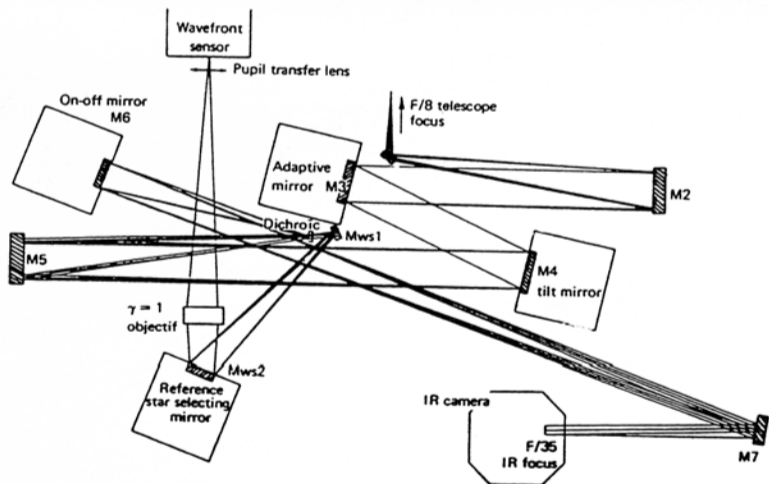 Wavefront
sensor
Pupil transfer lens
On-off mirror
M6
F/8 telescope
focus
Adaptive
mirror
M3
M2
Dichroïc
Mws1
M5
M4
tilt mirror
γ = 1
objectif
Mws2
Reference
star selecting
mirror
IR camera
F/35
IR focus
M7